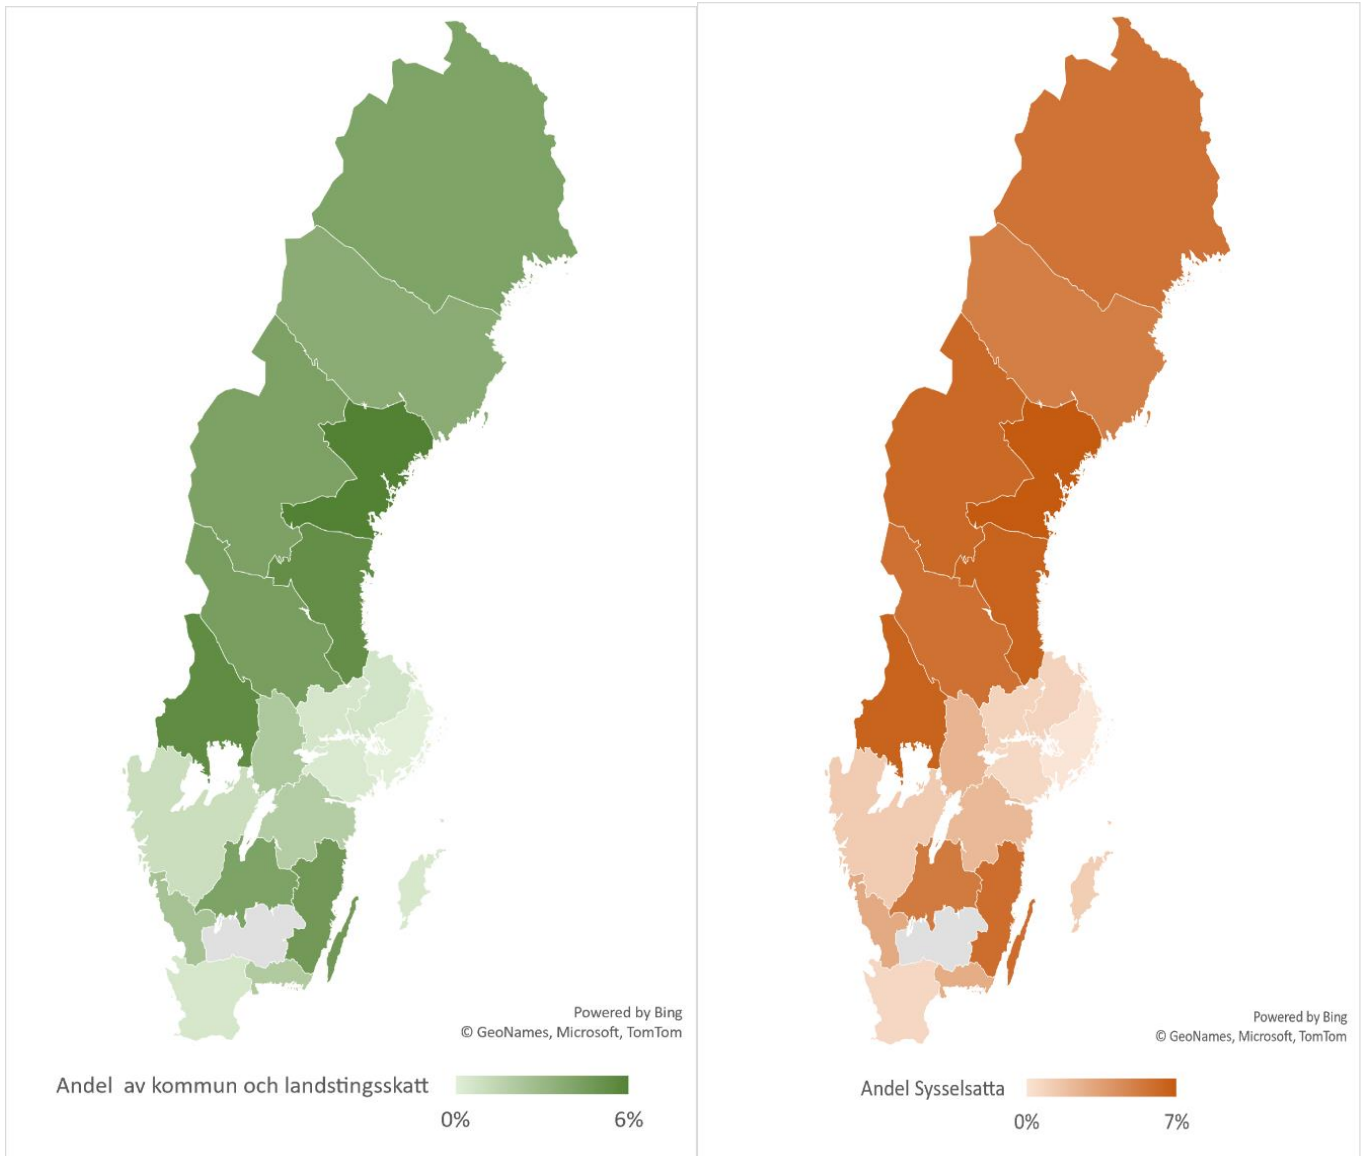 Powered by Bing
© GeoNames, Microsoft, TomTom
Andel av kommun och landstingsskatt
0%
6%
Powered by Bing
© GeoNames, Microsoft, TomTom
Andel Sysselsatta
0%
7%